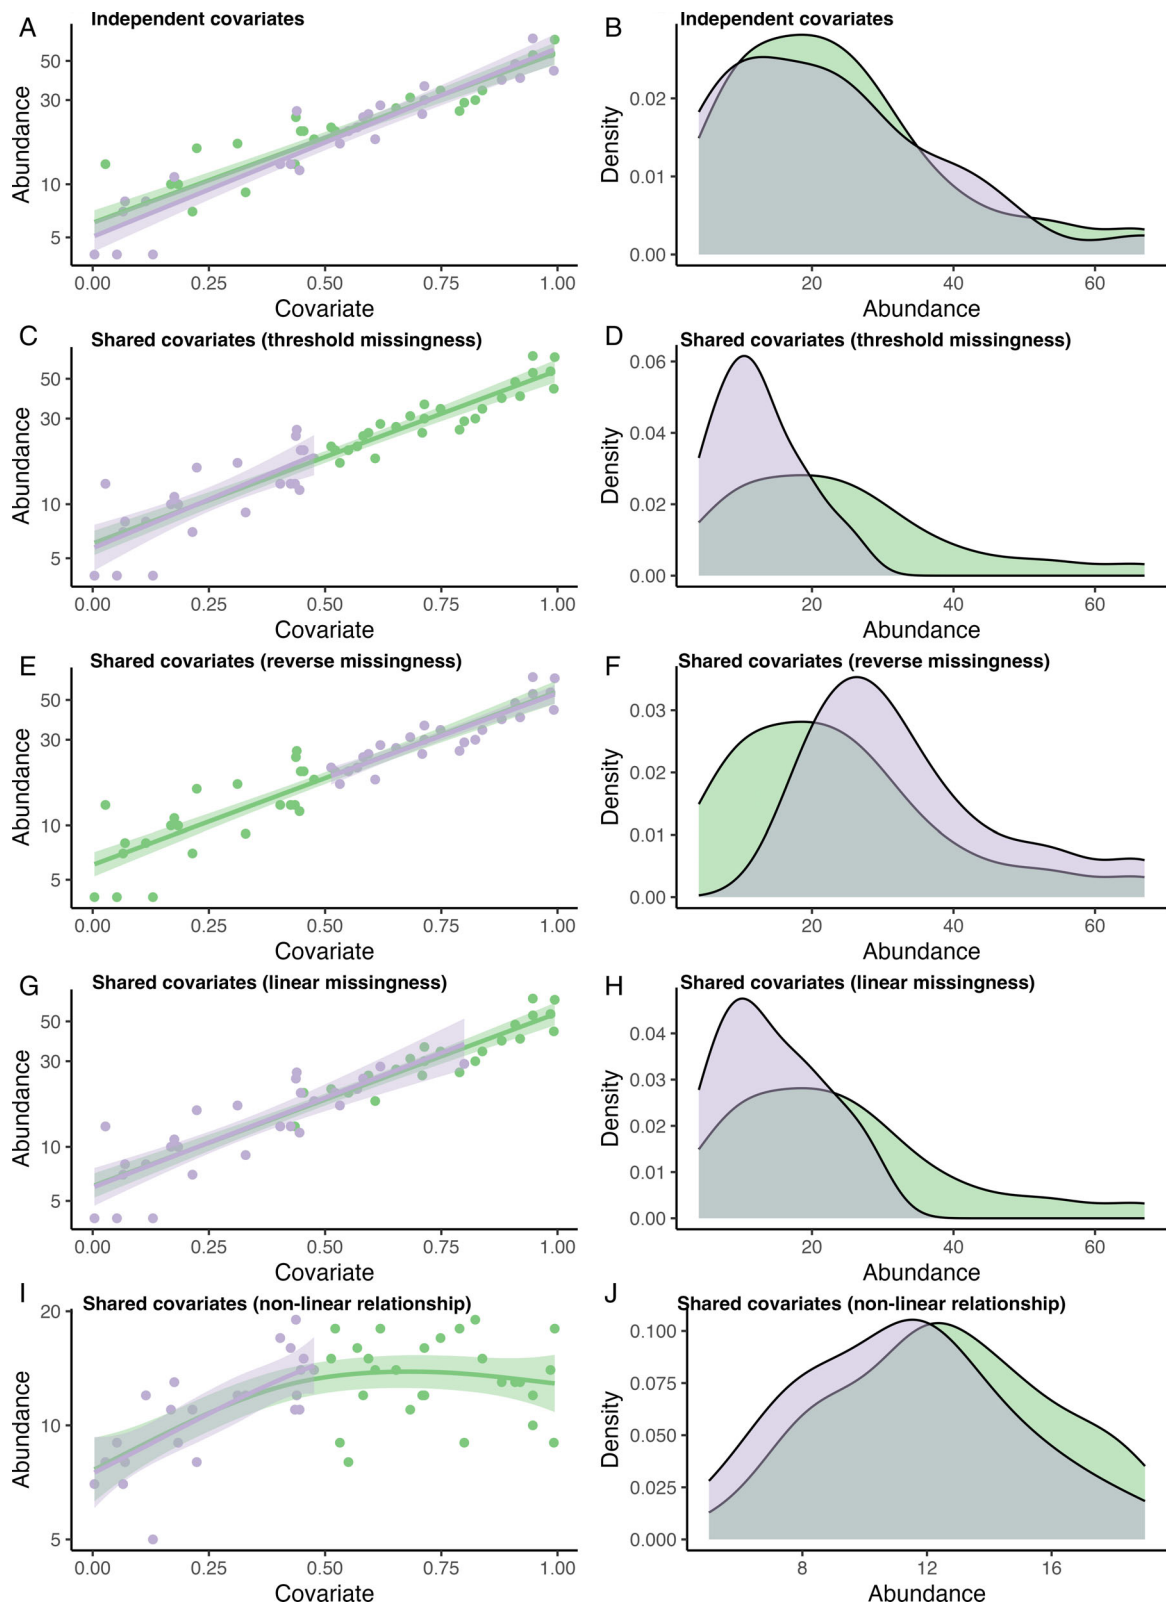 A Independent covariates
50
30
10
5
Abundance
0.00 0.25 0.50 0.75 1.00
Covariate
B Independent covariates
0.02
0.01
0.00
Density
20 40 60
Abundance
C Shared covariates (threshold missingness)
50
30
10
5
Abundance
0.00 0.25 0.50 0.75 1.00
Covariate
D Shared covariates (threshold missingness)
0.06
0.04
0.02
0.00
Density
20 40 60
Abundance
E Shared covariates (reverse missingness)
50
30
10
5
Abundance
0.00 0.25 0.50 0.75 1.00
Covariate
F Shared covariates (reverse missingness)
0.03
0.02
0.01
0.00
Density
20 40 60
Abundance
G Shared covariates (linear missingness)
50
30
10
5
Abundance
0.00 0.25 0.50 0.75 1.00
Covariate
H Shared covariates (linear missingness)
0.04
0.03
0.02
0.01
0.00
Density
20 40 60
Abundance
I Shared covariates (non-linear relationship)
20
10
5
Abundance
0.00 0.25 0.50 0.75 1.00
Covariate
J Shared covariates (non-linear relationship)
0.100
0.075
0.050
0.025
0.000
Density
8 12 16
Abundance